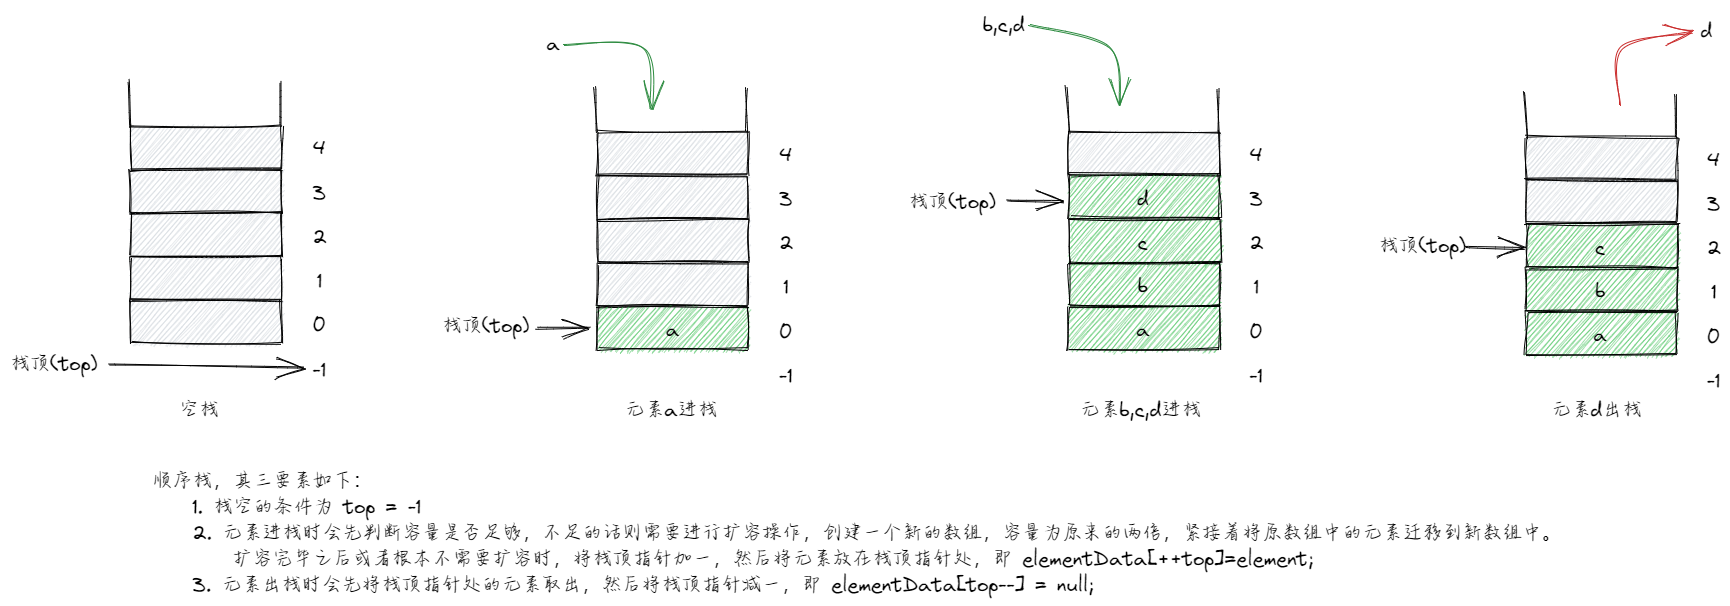 a
b,c,d
d
4
3
2
1
0
栈顶(top)
-1
空栈
4
3
2
1
栈顶(top)
a
0
-1
元素a进栈
4
栈顶(top)
d
3
c
2
b
1
a
0
-1
元素b,c,d进栈
4
3
栈顶(top)
c
2
b
1
a
0
-1
元素d出栈
顺序栈，其三要素如下：
1. 栈空的条件为 top = -1
2. 元素进栈时会先判断容量是否足够，不足的话则需要进行扩容操作，创建一个新的数组，容量为原来的两倍，紧接着将原数组中的元素迁移到新数组中。
扩容完毕之后或者根本不需要扩容时，将栈顶指针加一，然后将元素放在栈顶指针处，即 elementData[++top]=element;
3. 元素出栈时会先将栈顶指针处的元素取出，然后将栈顶指针减一，即 elementData[top--] = null;